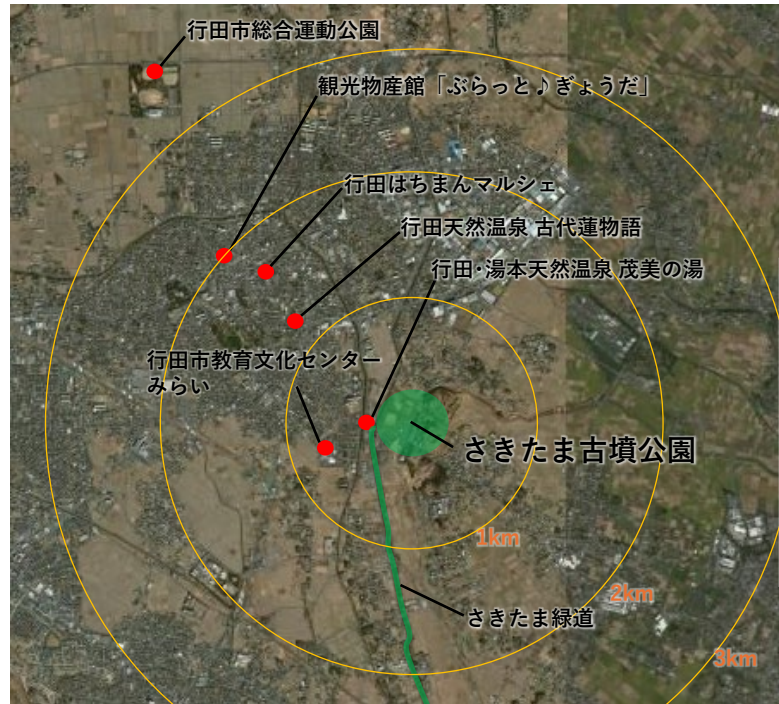 行田市総合運動公園
観光物産館「ぶらっと♪ぎょうだ」
行田はちまんマルシェ
行田天然温泉 古代蓮物語
行田・湯本天然温泉 茂美の湯
行田市教育文化センター
みらい
さきたま古墳公園
1km
2km
さきたま緑道
3km